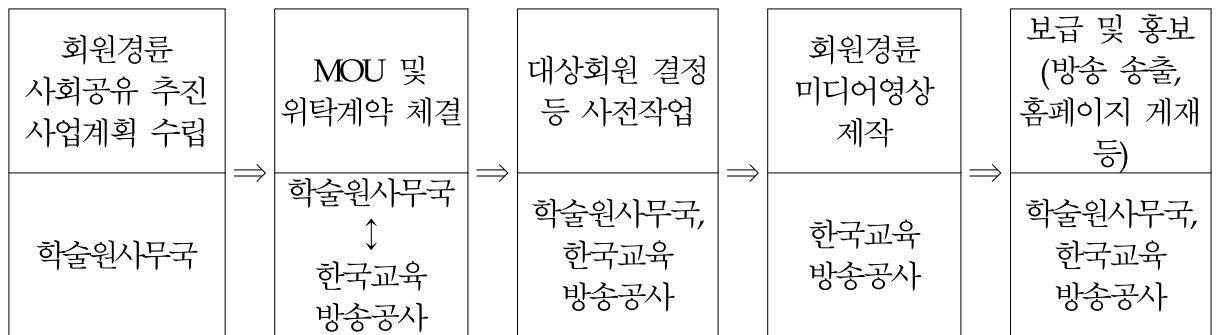 회원경륜
사회공유 추진
사업계획 수립
⇒
MOU 및
위탁계약 체결
⇒
대상회원 결정
등 사전작업
⇒
회원경륜
미디어영상
제작
⇒
보급 및 홍보
(방송 송출,
홈페이지 게재
등)
학술원사무국
학술원사무국
↕
한국교육
방송공사
학술원사무국,
한국교육
방송공사
한국교육
방송공사
학술원사무국,
한국교육
방송공사